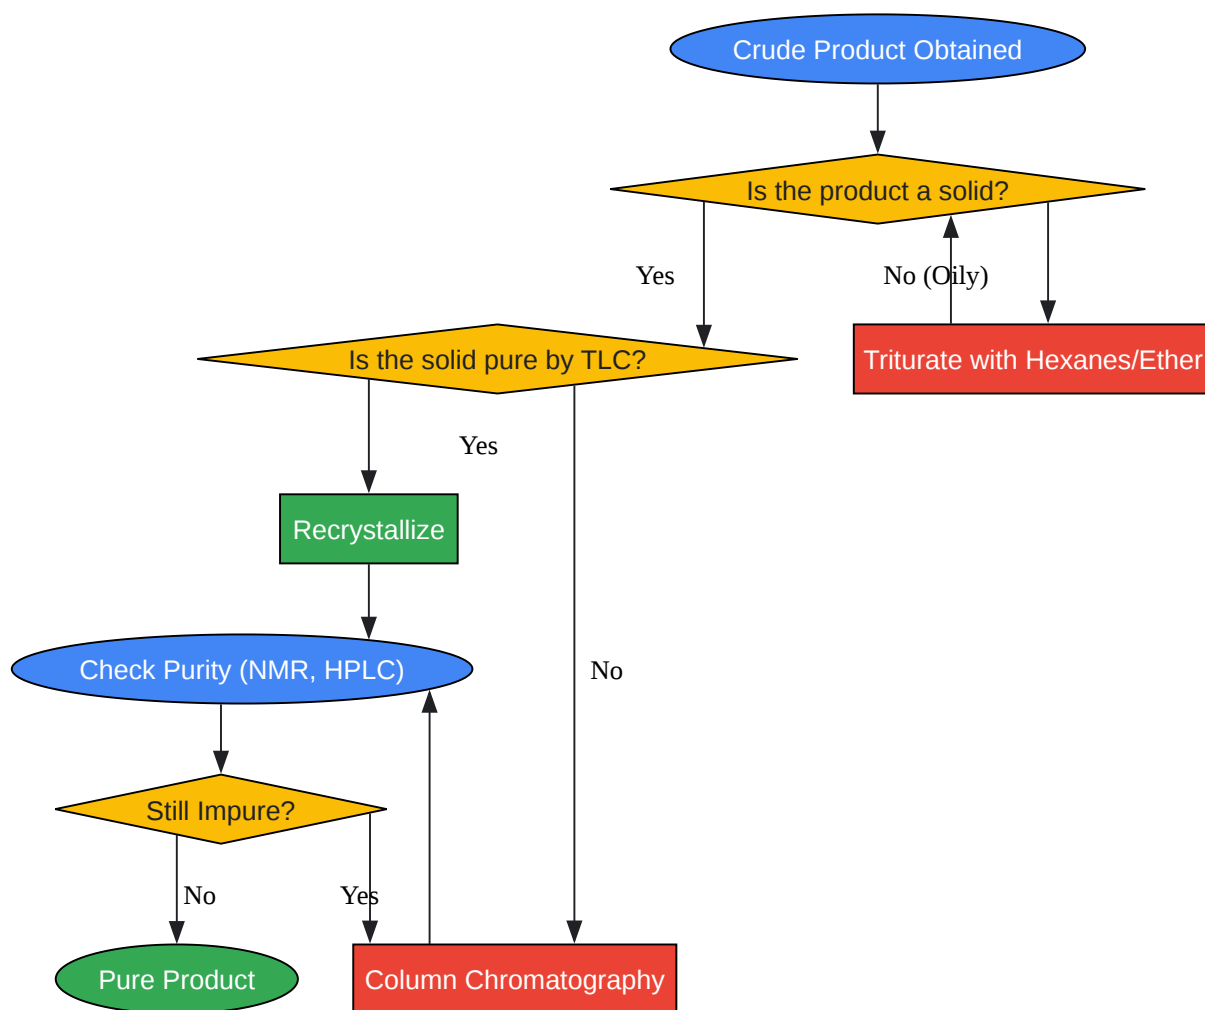 Crude Product Obtained
Is the product a solid?
Yes
No (Oily)
Is the solid pure by TLC?
Triturate with Hexanes/Ether
Yes
Recrystallize
Check Purity (NMR, HPLC)
No
Still Impure?
No
Yes
Pure Product
Column Chromatography